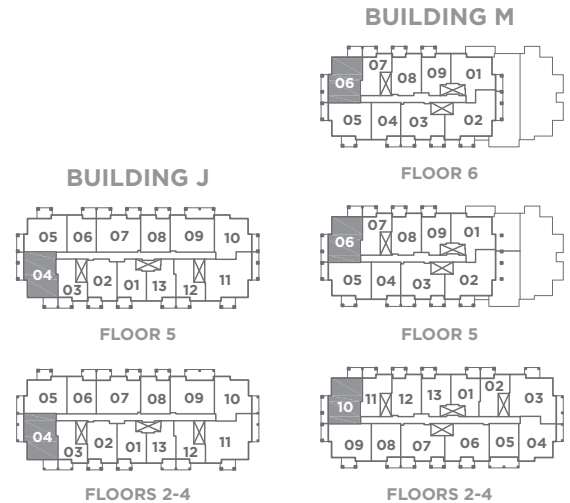 BUILDING M
07 08 09 01
06
05 04 03 02
FLOOR 6
BUILDING J
05 06 07 08 09 10
04
03 02 01 13 12 11
FLOOR 5
07 08 09 01
06
05 04 03 02
FLOOR 5
05 06 07 08 09 10
04
03 02 01 13 12 11
FLOORS 2-4
11 12 13 01 02 03
10
09 08 07 06 05 04
FLOORS 2-4